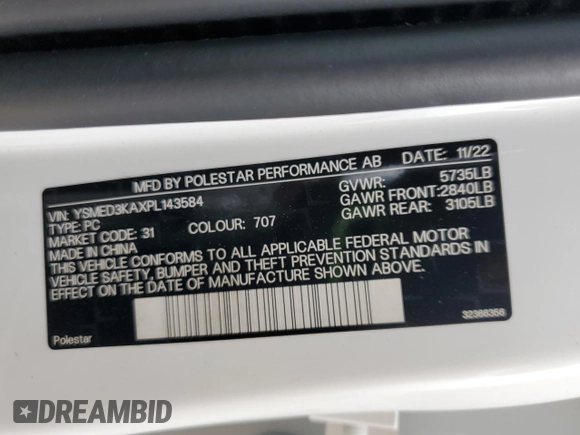 MFD BY POLESTAR PERFORMANCE AB DATE: 11/22
VIN: YSMED3KAXPL143584 GVWR: 5735LB
TYPE: PC GAWR FRONT:2840LB
MARKET CODE: 31 COLOUR: 707 GAWR REAR: 3105LB
MADE IN CHINA
THIS VEHICLE CONFORMS TO ALL APPLICABLE FEDERAL MOTOR
VEHICLE SAFETY, BUMPER AND THEFT PREVENTION STANDARDS IN
EFFECT ON THE DATE OF MANUFACTURE SHOWN ABOVE.
Polestar 32366356
DREAMBID